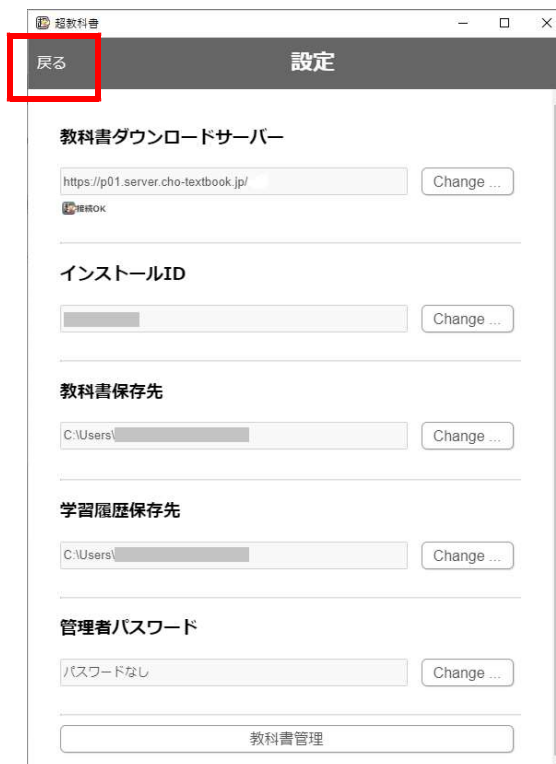 超教科書
戻る
設定
教科書ダウンロードサーバー
https://p01.server.cho-textbook.jp/
Change ...
接続OK
インストールID
Change ...
教科書保存先
C:\Users\
Change ...
学習履歴保存先
C:\Users\
Change ...
管理者パスワード
パスワードなし
Change ...
教科書管理